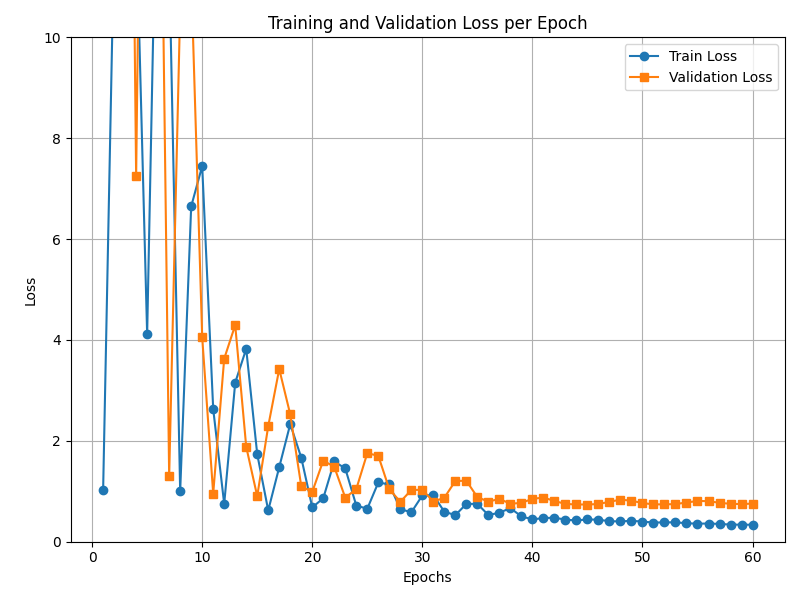 Training and Validation Loss per Epoch
Train Loss
Validation Loss
Loss
10
8
6
4
2
0
0 10 20 30 40 50 60
Epochs